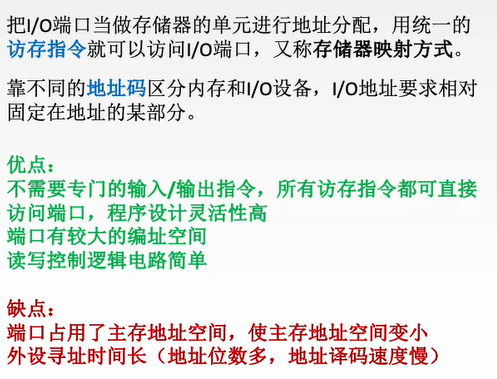 把I/O端口当做存储器的单元进行地址分配，用统一的
访存指令就可以访问I/O端口，又称存储器映射方式。
靠不同的地址码区分内存和I/O设备，I/O地址要求相对
固定在地址的某部分。
优点：
不需要专门的输入/输出指令，所有访存指令都可直接
访问端口，程序设计灵活性高
端口有较大的编址空间
读写控制逻辑电路简单
缺点：
端口占用了主存地址空间，使主存地址空间变小
外设寻址时间长（地址位数多，地址译码速度慢）